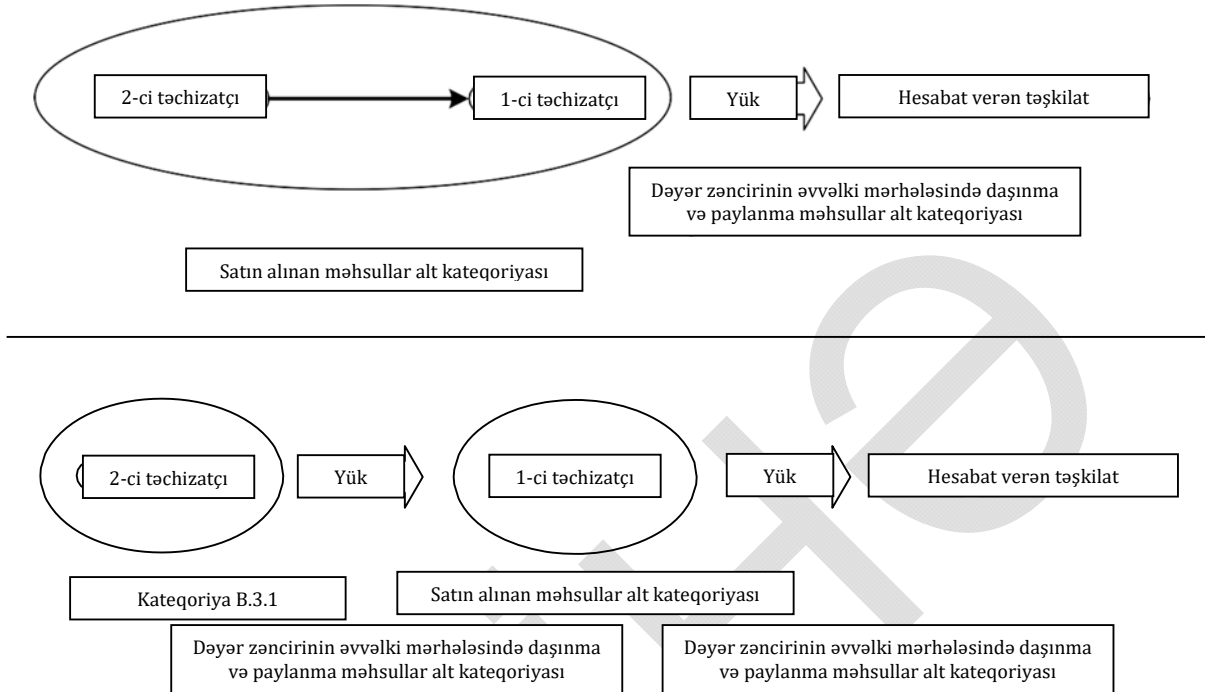 2-ci təchizatçı
1-ci təchizatçı
Yük
Hesabat verən təşkilat
Dəyər zəncirinin əvvəlki mərhələsində daşınma
və paylanma məhsullar alt kateqoriyası
Satın alınan məhsullar alt kateqoriyası
2-ci təchizatçı
Yük
1-ci təchizatçı
Yük
Hesabat verən təşkilat
Kateqoriya B.3.1
Satın alınan məhsullar alt kateqoriyası
Dəyər zəncirinin əvvəlki mərhələsində daşınma
və paylanma məhsullar alt kateqoriyası
Dəyər zəncirinin əvvəlki mərhələsində daşınma
və paylanma məhsullar alt kateqoriyası